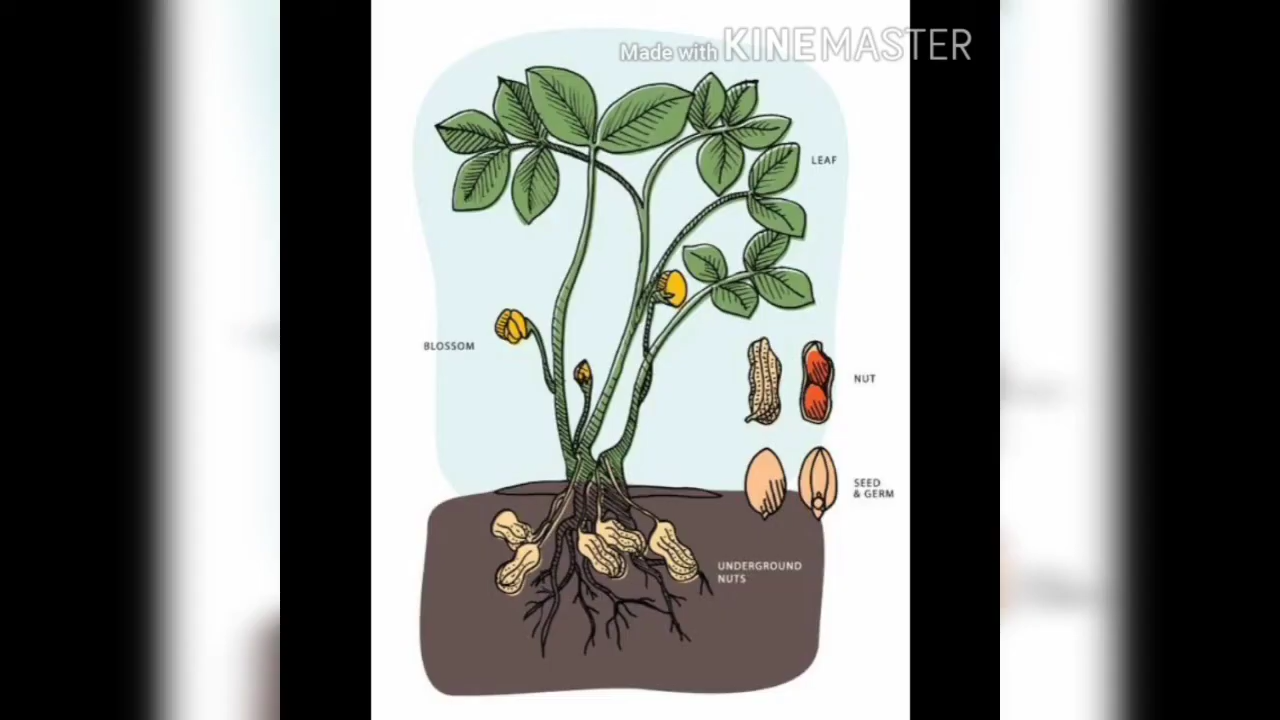 Made with KINEMASTER
LEAF
BLOSSOM
NUT
SEED
& GERM
UNDERGROUND
NUTS